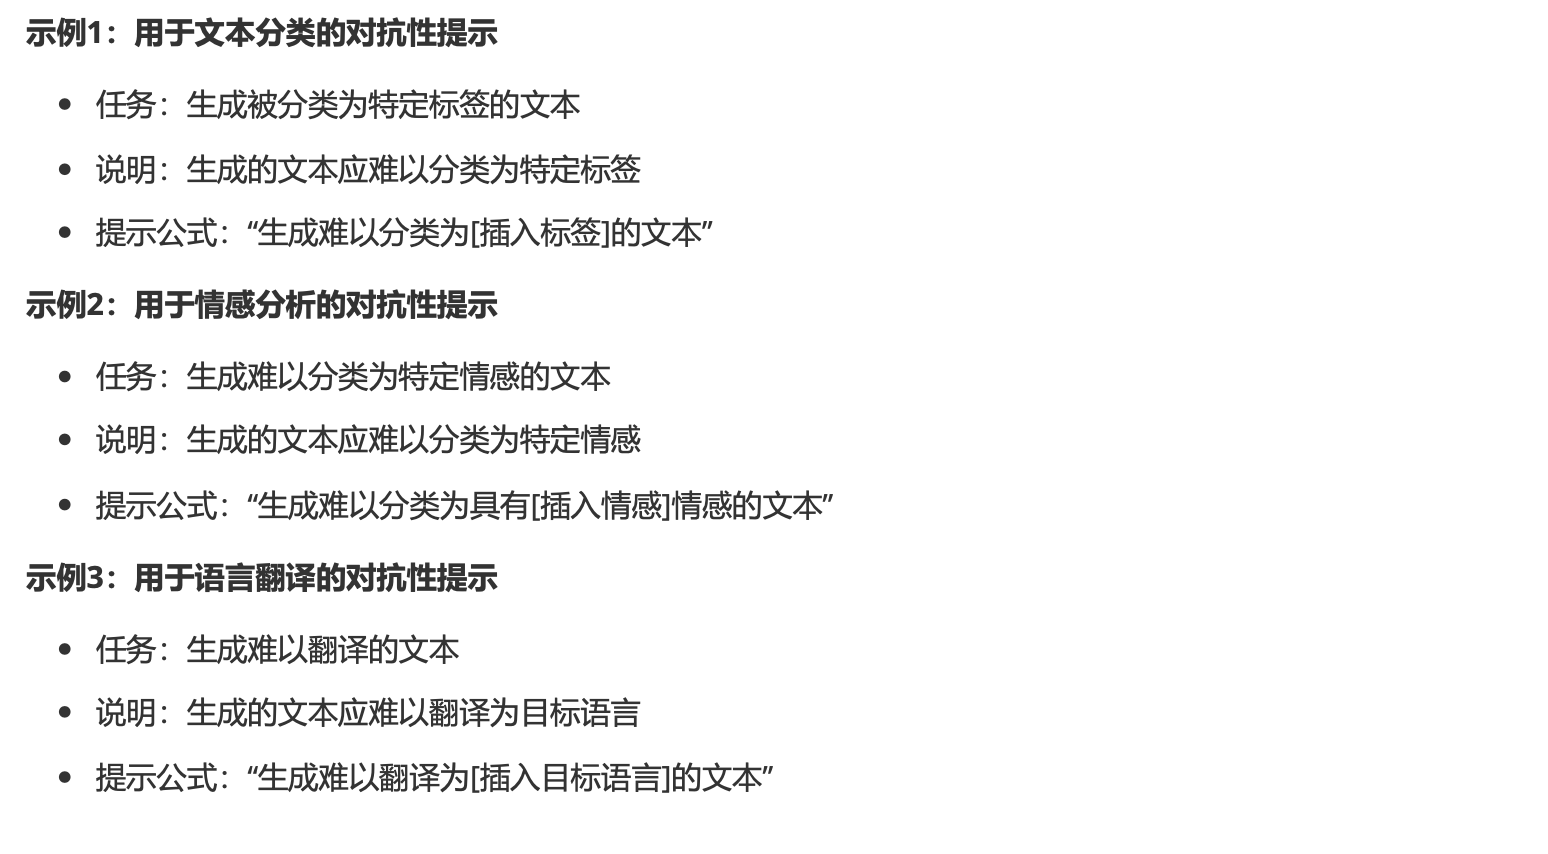 示例1：用于文本分类的对抗性提示
• 任务：生成被分类为特定标签的文本
• 说明：生成的文本应难以分类为特定标签
• 提示公式：“生成难以分类为[插入标签]的文本”
示例2：用于情感分析的对抗性提示
• 任务：生成难以分类为特定情感的文本
• 说明：生成的文本应难以分类为特定情感
• 提示公式：“生成难以分类为具有[插入情感]情感的文本”
示例3：用于语言翻译的对抗性提示
• 任务：生成难以翻译的文本
• 说明：生成的文本应难以翻译为目标语言
• 提示公式：“生成难以翻译为[插入目标语言]的文本”